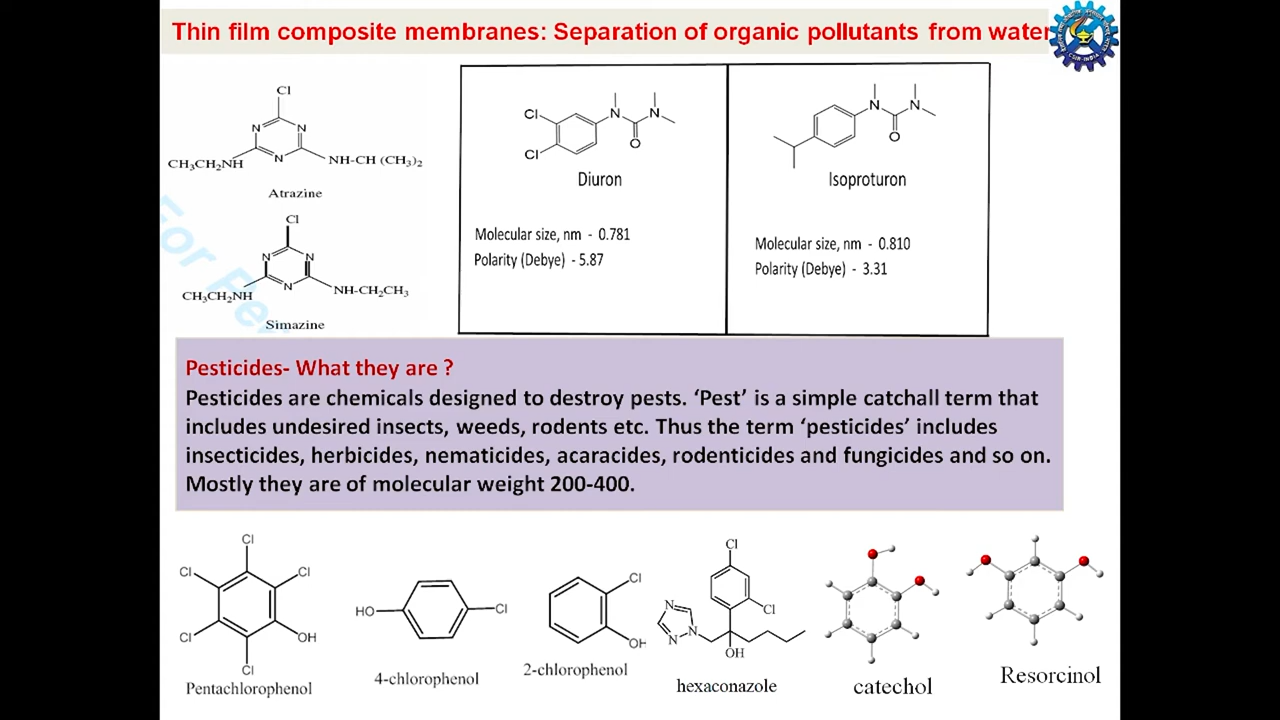 Thin film composite membranes: Separation of organic pollutants from water
Cl
N N
N
CH₃CH₂NH NH-CH (CH₃)₂
Atrazine
Cl
N N
N
CH₃CH₂NH NH-CH₂CH₃
Simazine
Cl N N
Cl O
Diuron
Molecular size, nm - 0.781
Polarity (Debye) - 5.87
N N
O
Isoproturon
Molecular size, nm - 0.810
Polarity (Debye) - 3.31
Pesticides- What they are ?
Pesticides are chemicals designed to destroy pests. ‘Pest’ is a simple catchall term that
includes undesired insects, weeds, rodents etc. Thus the term ‘pesticides’ includes
insecticides, herbicides, nematicides, acaracides, rodenticides and fungicides and so on.
Mostly they are of molecular weight 200-400.
Cl
Cl Cl
Cl OH
Cl
Pentachlorophenol
HO Cl
4-chlorophenol
Cl
OH
2-chlorophenol
Cl
N Cl
N N
OH
hexaconazole
catechol
Resorcinol
For Per